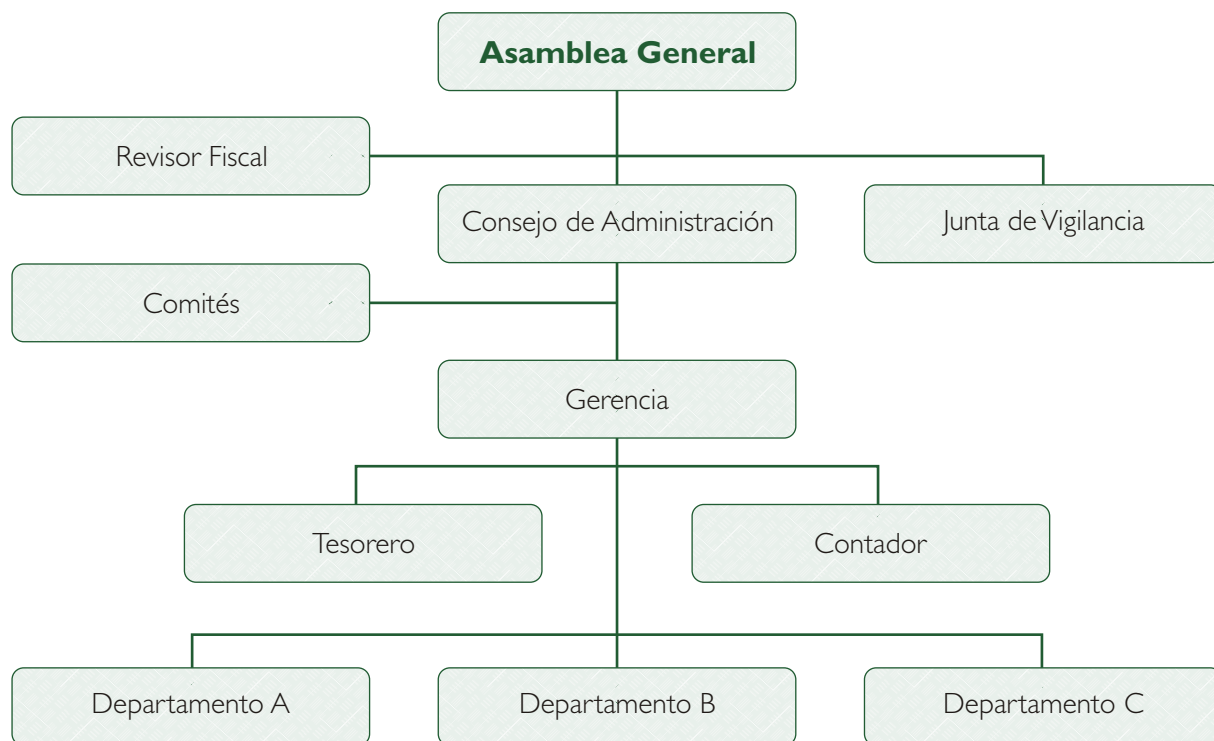 Asamblea General
Revisor Fiscal
Consejo de Administración
Junta de Vigilancia
Comités
Gerencia
Tesorero
Contador
Departamento A
Departamento B
Departamento C